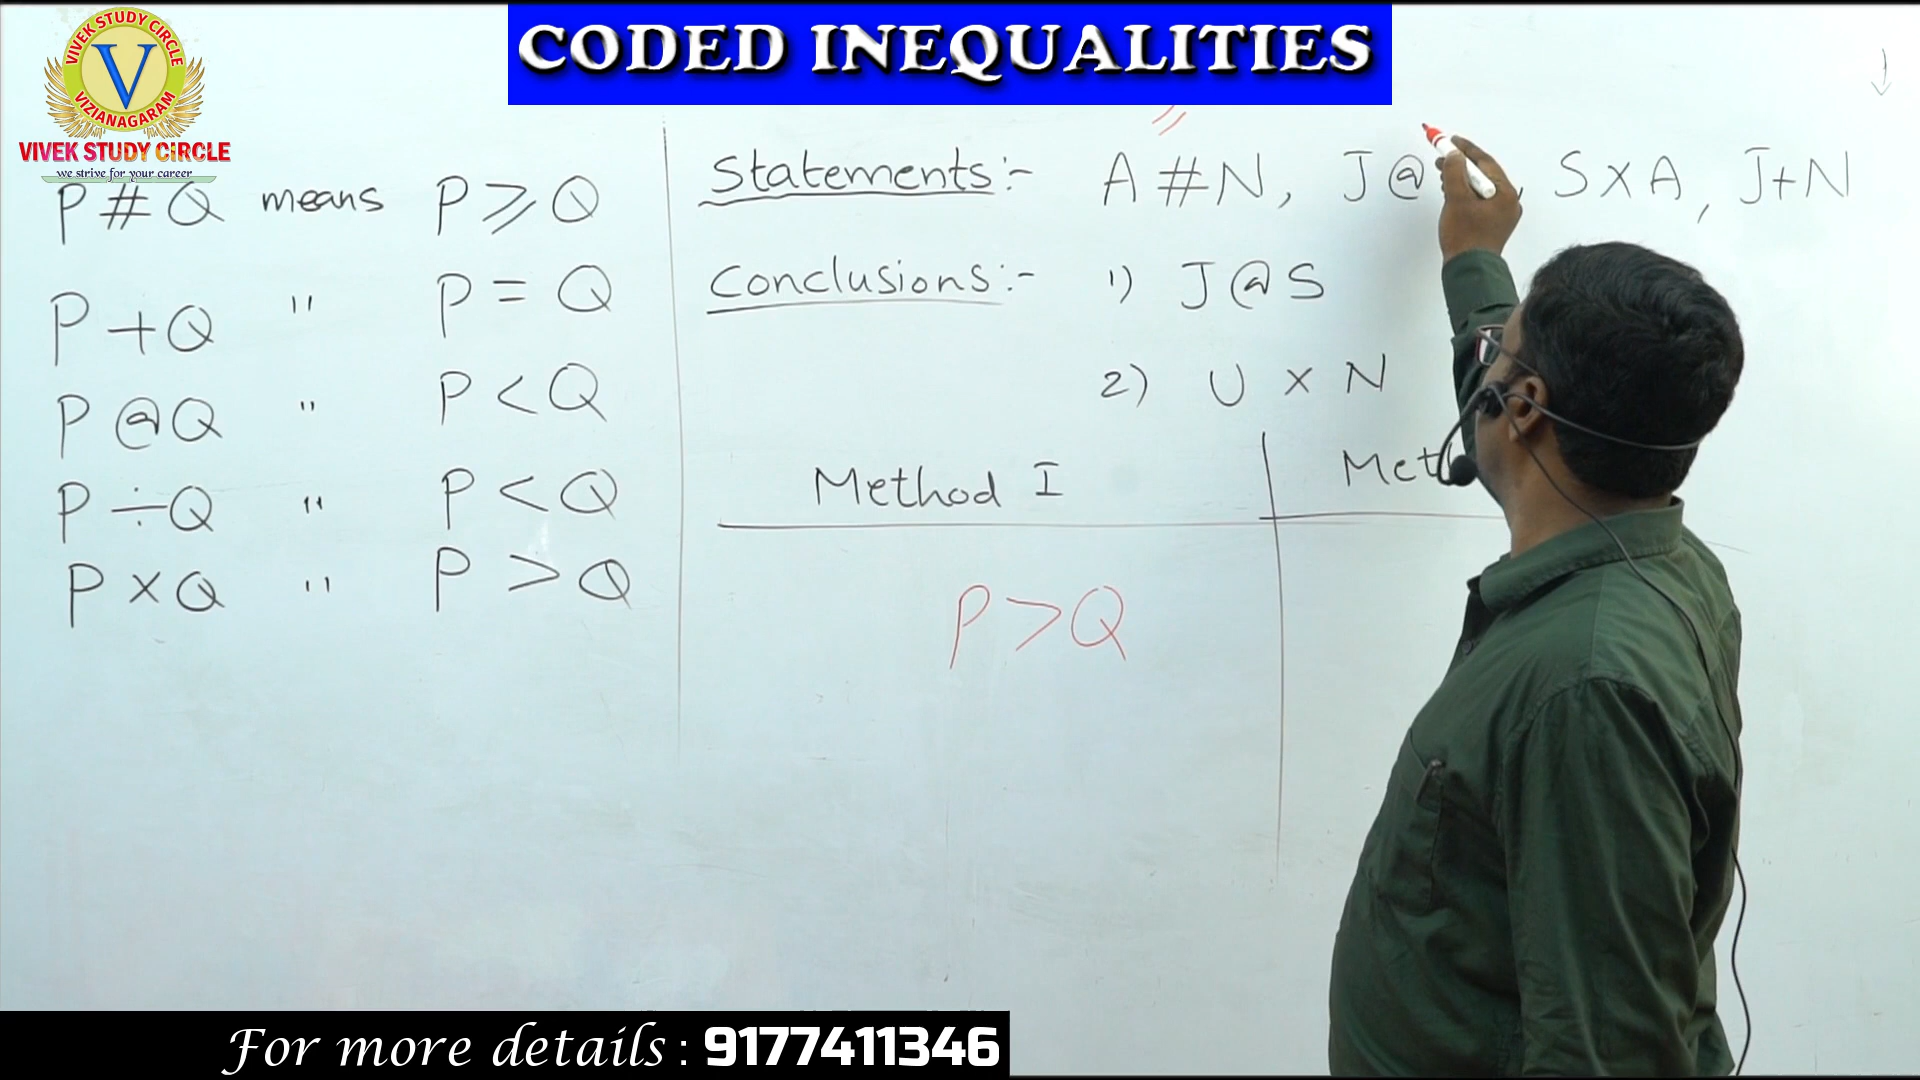 CODED INEQUALITIES
VIVEK STUDY CIRCLE
V
VIZIANAGARAM
VIVEK STUDY CIRCLE
we strive for your career
P # Q means P ⩾ Q
P + Q " P = Q
P @ Q " P < Q
P ÷ Q " P < Q
P × Q " P > Q
Statements:- A # N, J @ , S × A, J + N
Conclusions:- 1) J @ S
2) U × N
Method I
P > Q
For more details : 9177411346